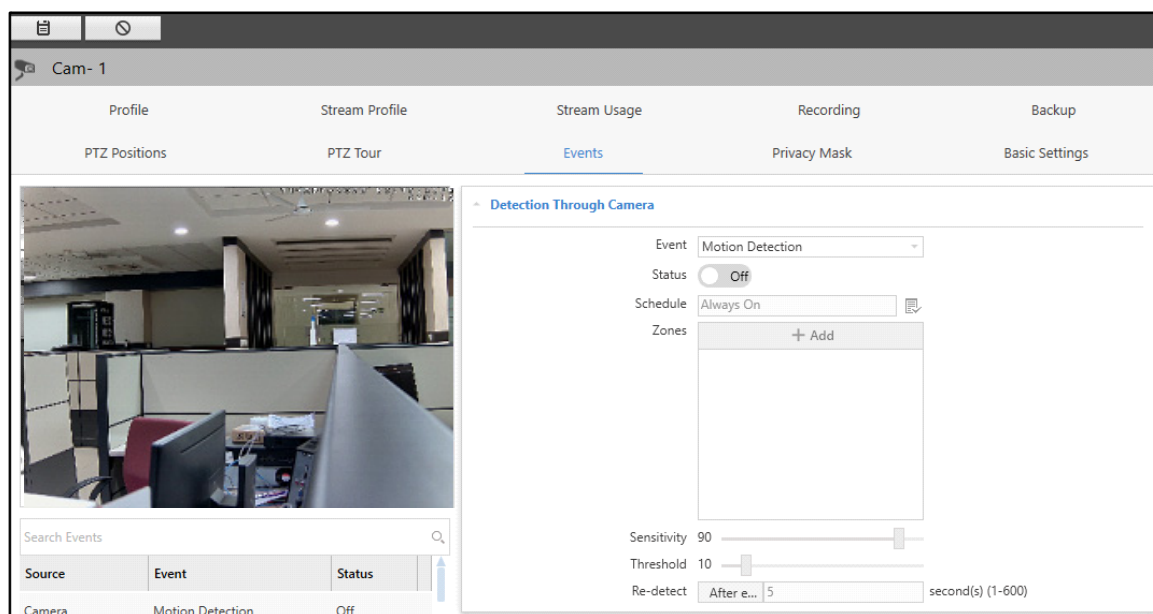 Cam- 1
Profile Stream Profile Stream Usage Recording Backup
PTZ Positions PTZ Tour Events Privacy Mask Basic Settings
Detection Through Camera
Event Motion Detection
Status Off
Schedule Always On
Zones + Add
Sensitivity 90
Threshold 10
Re-detect After e... 5 second(s) (1-600)
Search Events
Source Event Status
Camera Motion Detection Off